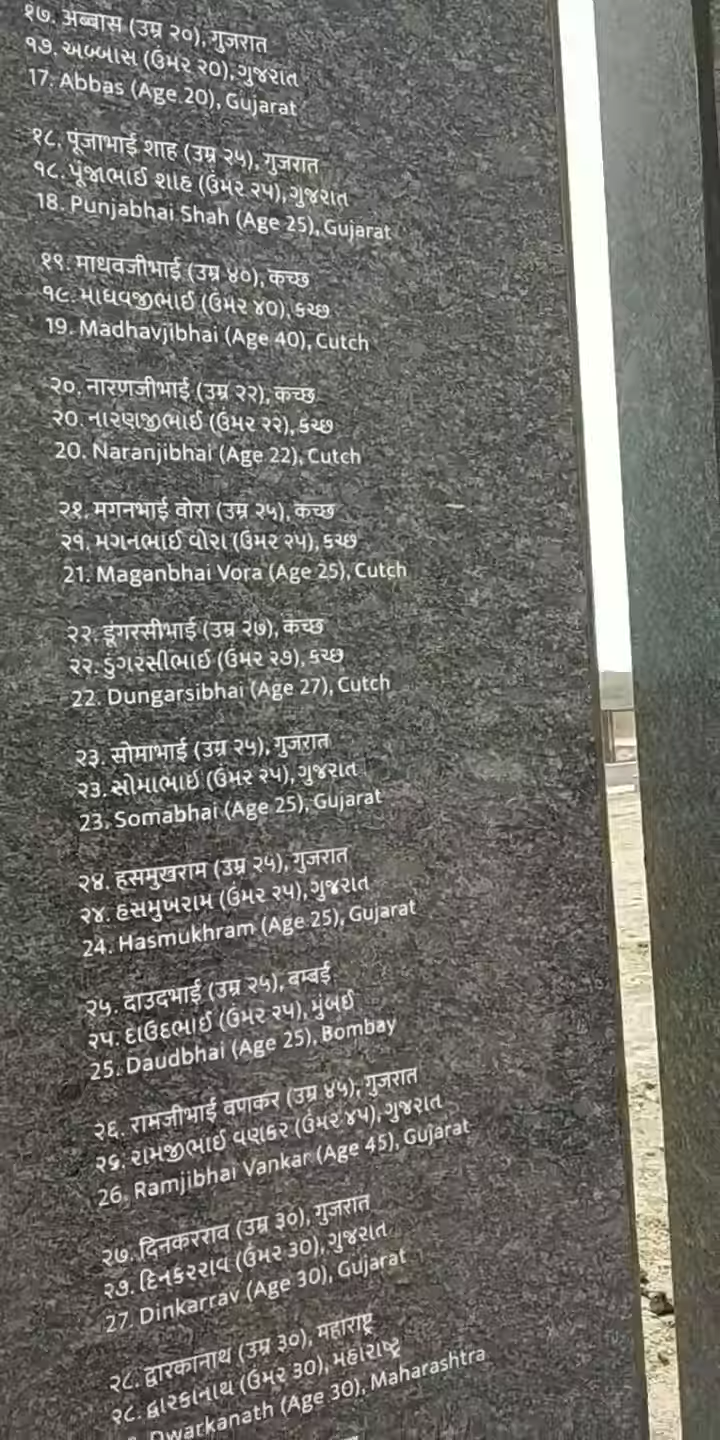 १७. अब्बास (उम्र २०), गुजरात
૧૭. અબ્બાસ (ઉંમર ૨૦), ગુજરાત
17. Abbas (Age 20), Gujarat
१८. पूंजाभाई शाह (उम्र २५), गुजरात
૧૮. પૂંજાભાઈ શાહ (ઉંમર ૨૫), ગુજરાત
18. Punjabhai Shah (Age 25), Gujarat
१९. माधवजीभाई (उम्र ४०), कच्छ
૧૯. માધવજીભાઈ (ઉંમર ૪૦), કચ્છ
19. Madhavjibhai (Age 40), Cutch
२०. नारणजीभाई (उम्र २२), कच्छ
૨૦. નારણજીભાઈ (ઉંમર ૨૨), કચ્છ
20. Naranjibhai (Age 22), Cutch
२१. मगनभाई वोरा (उम्र २५), कच्छ
૨૧. મગનભાઈ વોરા (ઉંમર ૨૫), કચ્છ
21. Maganbhai Vora (Age 25), Cutch
२२. डूंगरसीभाई (उम्र २७), कच्छ
૨૨. ડુંગરસીભાઈ (ઉંમર ૨૭), કચ્છ
22. Dungarsibhai (Age 27), Cutch
२३. सोमाभाई (उम्र २५), गुजरात
૨૩. સોમાભાઈ (ઉંમર ૨૫), ગુજરાત
23. Somabhai (Age 25), Gujarat
२४. हसमुखराम (उम्र २५), गुजरात
૨૪. હસમુખરામ (ઉંમર ૨૫), ગુજરાત
24. Hasmukhram (Age 25), Gujarat
२५. दाउदभाई (उम्र २५), बम्बई
૨૫. દાઉદભાઈ (ઉંમર ૨૫), મુંબઈ
25. Daudbhai (Age 25), Bombay
२६. रामजीभाई वणकर (उम्र ४५), गुजरात
૨૬. રામજીભાઈ વણકર (ઉંમર ૪૫), ગુજરાત
26. Ramjibhai Vankar (Age 45), Gujarat
२७. दिनकरराव (उम्र ३०), गुजरात
૨૭. દિનકરરાવ (ઉંમર ૩૦), ગુજરાત
27. Dinkarrav (Age 30), Gujarat
२८. द्वारकानाथ (उम्र ३०), महाराष्ट्र
૨૮. દ્વારકાનાથ (ઉંમર ૩૦), મહારાષ્ટ્ર
Dwarkanath (Age 30), Maharashtra